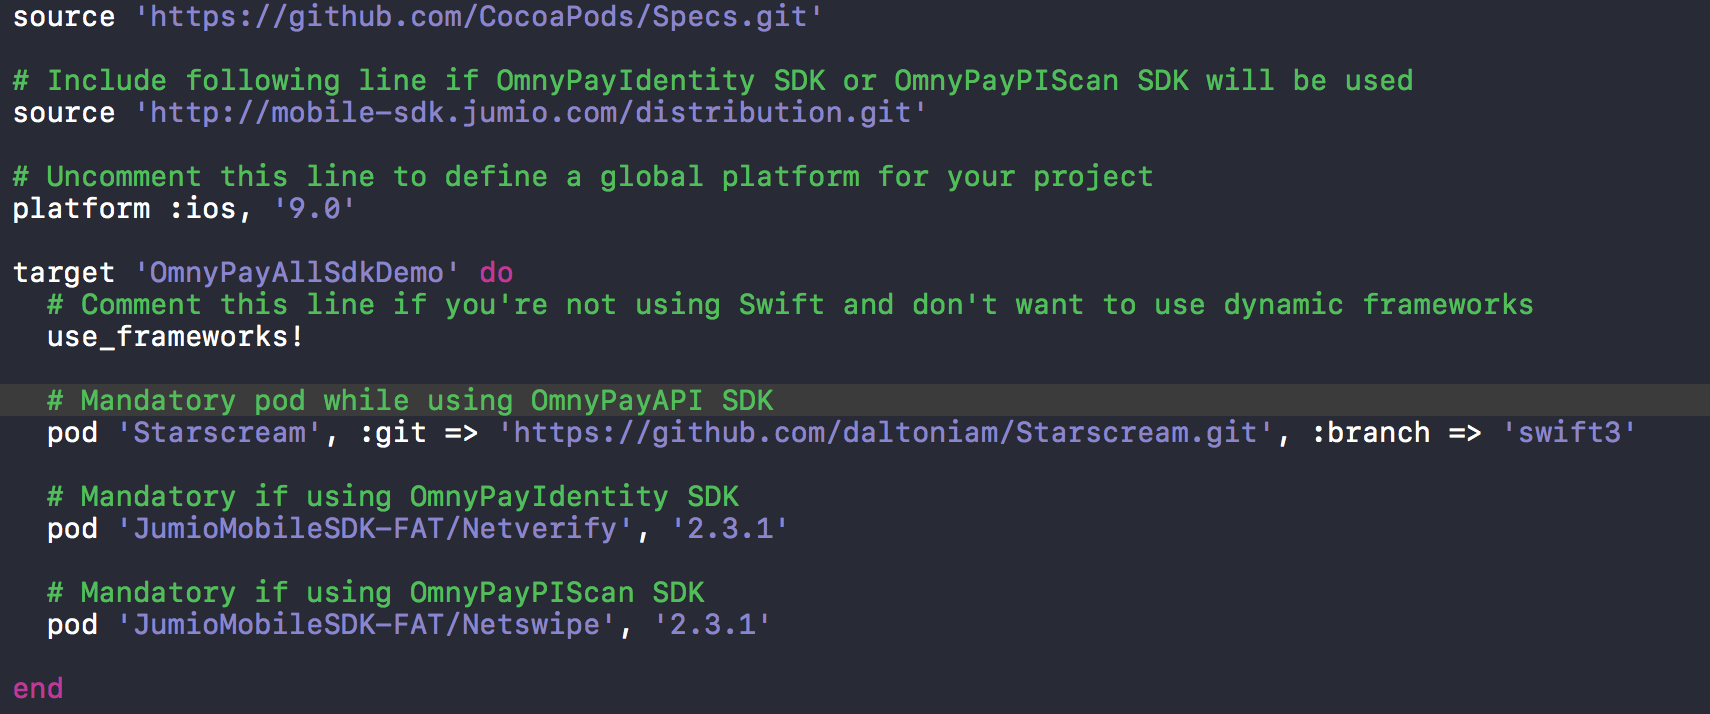 source 'https://github.com/CocoaPods/Specs.git'
# Include following line if OmnyPayIdentity SDK or OmnyPayPIScan SDK will be used
source 'http://mobile-sdk.jumio.com/distribution.git'
# Uncomment this line to define a global platform for your project
platform :ios, '9.0'
target 'OmnyPayAllSdkDemo' do
# Comment this line if you're not using Swift and don't want to use dynamic frameworks
use_frameworks!
# Mandatory pod while using OmnyPayAPI SDK
pod 'Starscream', :git => 'https://github.com/daltoniam/Starscream.git', :branch => 'swift3'
# Mandatory if using OmnyPayIdentity SDK
pod 'JumioMobileSDK-FAT/Netverify', '2.3.1'
# Mandatory if using OmnyPayPIScan SDK
pod 'JumioMobileSDK-FAT/Netswipe', '2.3.1'
end